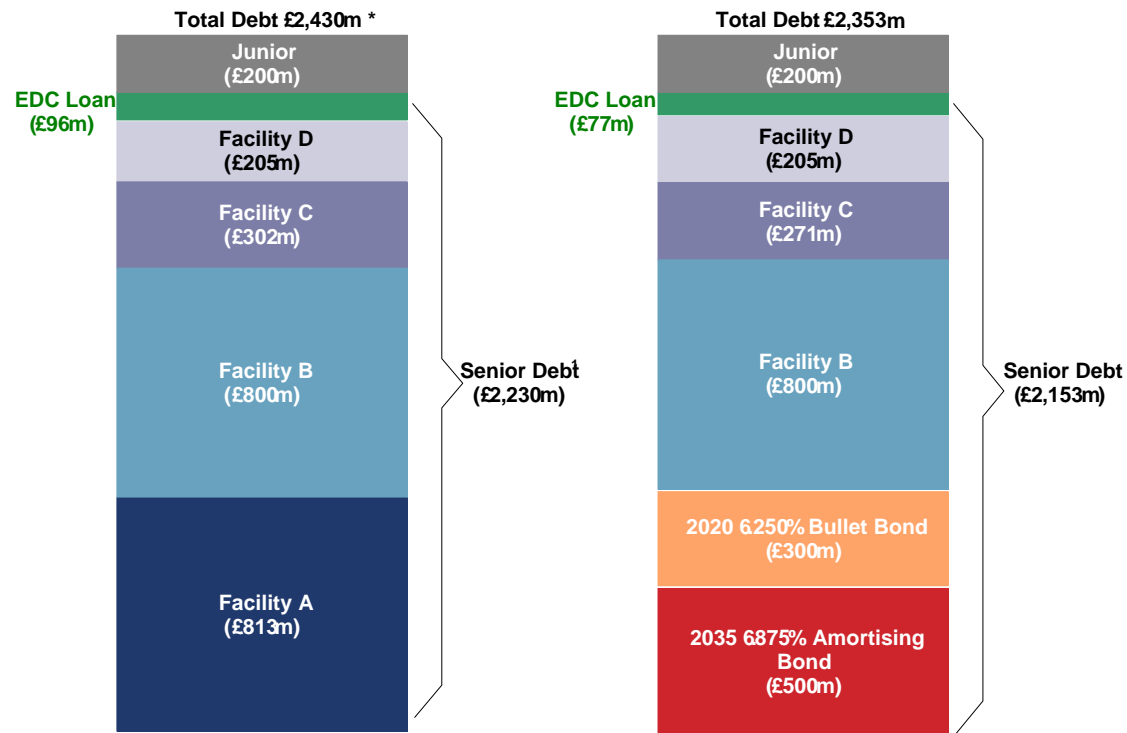 Total Debt £2,430m *
Junior
(£200m)
EDC Loan
(£96m)
Facility D
(£205m)
Facility C
(£302m)
Facility B
(£800m)
Facility A
(£813m)
Senior Debt1
(£2,230m)
Total Debt £2,353m
Junior
(£200m)
EDC Loan
(£77m)
Facility D
(£205m)
Facility C
(£271m)
Facility B
(£800m)
2020 6.250% Bullet Bond
(£300m)
2035 6.875% Amortising
Bond
(£500m)
Senior Debt
(£2,153m)